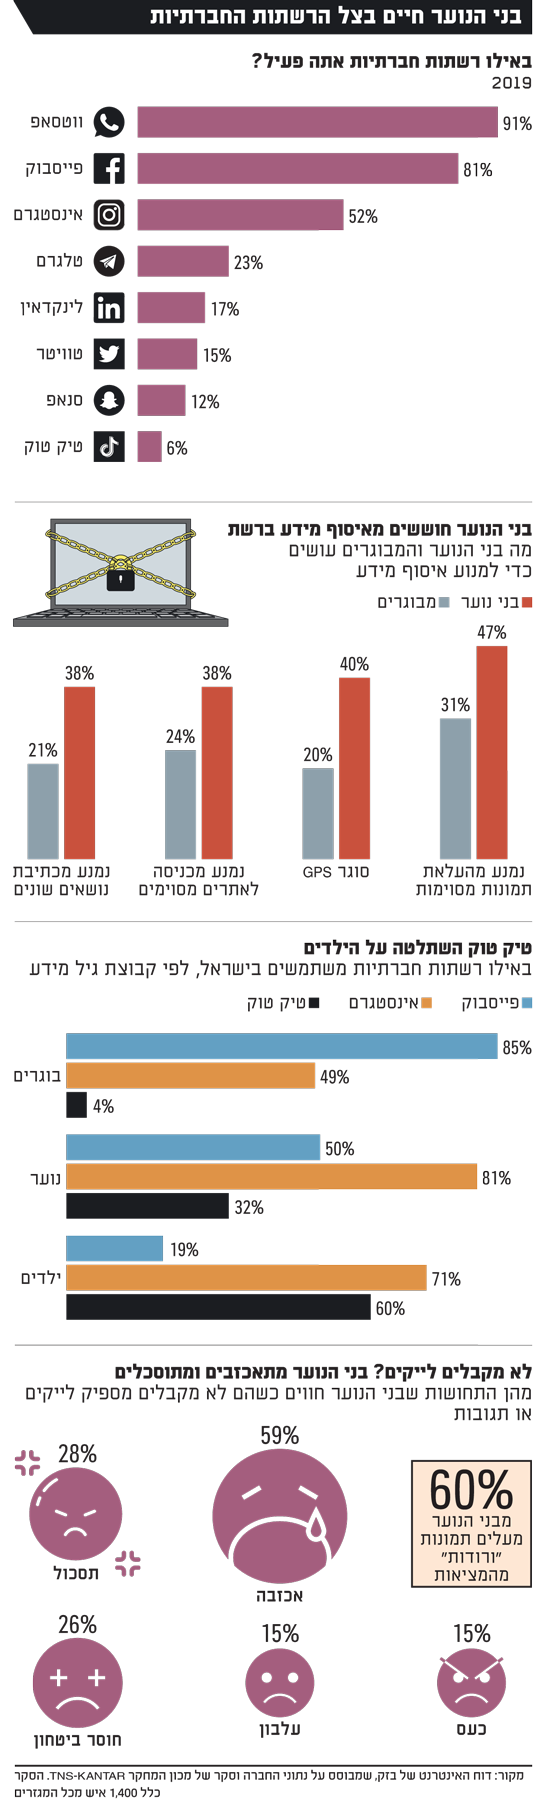 בני הנוער חיים בצל הרשתות החברתיות
באילו רשתות חברתיות אתה פעיל?
2019
ווטסאפ 91%
פייסבוק 81%
אינסטגרם 52%
טלגרם 23%
לינקדאין 17%
טוויטר 15%
סנאפ 12%
טיק טוק 6%
בני הנוער חוששים מאיסוף מידע ברשת
מה בני הנוער והמבוגרים עושים
כדי למנוע איסוף מידע
בני נוער מבוגרים
47% 31%
נמנע מהעלאת
תמונות מסוימות
40% 20%
סוגר GPS
38% 24%
נמנע מכניסה
לאתרים מסוימים
38% 21%
נמנע מכתיבת
נושאים שונים
טיק טוק השתלטה על הילדים
באילו רשתות חברתיות משתמשים בישראל, לפי קבוצת גיל מידע
פייסבוק אינסטגרם טיק טוק
85%
בוגרים 49%
4%
50%
נוער 81%
32%
19%
ילדים 71%
60%
לא מקבלים לייקים? בני הנוער מתאכזבים ומתוסכלים
מהן התחושות שבני הנוער חווים כשהם לא מקבלים מספיק לייקים
או תגובות
60%
מבני הנוער
מעלים תמונות
"ורודות"
מהמציאות
59%
אכזבה
28%
תסכול
15%
כעס
15%
עלבון
26%
חוסר ביטחון
מקור: דוח האינטרנט של בזק, שמבוסס על נתוני החברה וסקר של מכון המחקר TNS-KANTAR. הסקר
כלל 1,400 איש מכל המגזרים